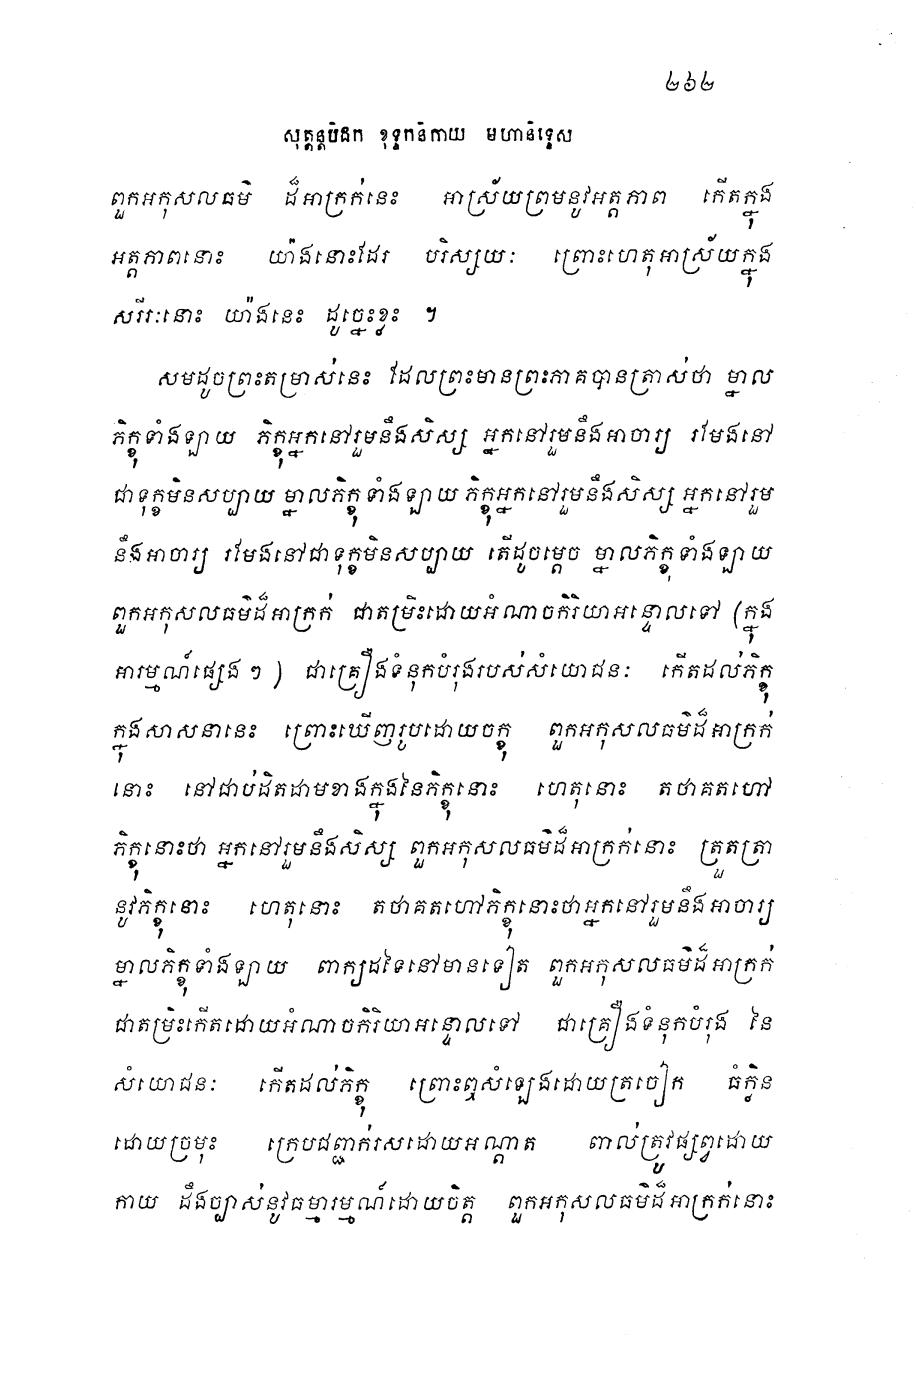 ២៦២
សុត្តន្តបិដក ខុទ្ទកនិកាយ មហានិទ្ទេស
ពួកអកុសលធម៌ ដ៏អាក្រក់នេះ អាស្រ័យព្រមនូវអត្តភាព កើតក្នុង
អត្តភាពនោះ យ៉ាងនោះដែរ បរិស្សយៈ ព្រោះហេតុអាស្រ័យក្នុង
សរីរៈនោះ យ៉ាងនេះ ដូច្នេះខ្លះ ។
សមដូចព្រះតម្រាស់នេះ ដែលព្រះមានព្រះភាគបានត្រាស់ថា ម្នាល
ភិក្ខុទាំងឡាយ ភិក្ខុអ្នកនៅរួមនឹងសិស្ស អ្នកនៅរួមនឹងអាចារ្យ រមែងនៅ
ជាទុក្ខមិនសប្បាយ ម្នាលភិក្ខុទាំងឡាយ ភិក្ខុអ្នកនៅរួមនឹងសិស្ស អ្នកនៅរួម
នឹងអាចារ្យ រមែងនៅជាទុក្ខមិនសប្បាយ តើដូចម្តេច ម្នាលភិក្ខុទាំងឡាយ
ពួកអកុសលធម៌ដ៏អាក្រក់ ជាតម្រិះដោយអំណាចកិរិយាអន្ទោលទៅ (ក្នុង
អារម្មណ៍ផ្សេងៗ) ជាគ្រឿងទំនុកបំរុងរបស់សំយោជនៈ កើតដល់ភិក្ខុ
ក្នុងសាសនានេះ ព្រោះឃើញរូបដោយចក្ខុ ពួកអកុសលធម៌ដ៏អាក្រក់
នោះ នៅជាប់ដិតដាមខាងក្នុងនៃភិក្ខុនោះ ហេតុនោះ តថាគតហៅ
ភិក្ខុនោះថា អ្នកនៅរួមនឹងសិស្ស ពួកអកុសលធម៌ដ៏អាក្រក់នោះ ត្រួតត្រា
នូវភិក្ខុនោះ ហេតុនោះ តថាគតហៅភិក្ខុនោះថាអ្នកនៅរួមនឹងអាចារ្យ
ម្នាលភិក្ខុទាំងឡាយ ពាក្យដទៃនៅមានទៀត ពួកអកុសលធម៌ដ៏អាក្រក់
ជាតម្រិះកើតដោយអំណាចកិរិយាអន្ទោលទៅ ជាគ្រឿងទំនុកបំរុង នៃ
សំយោជនៈ កើតដល់ភិក្ខុ ព្រោះឮសំឡេងដោយត្រចៀក ធំក្លិន
ដោយច្រមុះ ក្រេបជញ្ជាក់រសដោយអណ្តាត ពាល់ត្រូវផ្សព្វដោយ
កាយ ដឹងច្បាស់នូវធម្មារម្មណ៍ដោយចិត្ត ពួកអកុសលធម៌ដ៏អាក្រក់នោះ